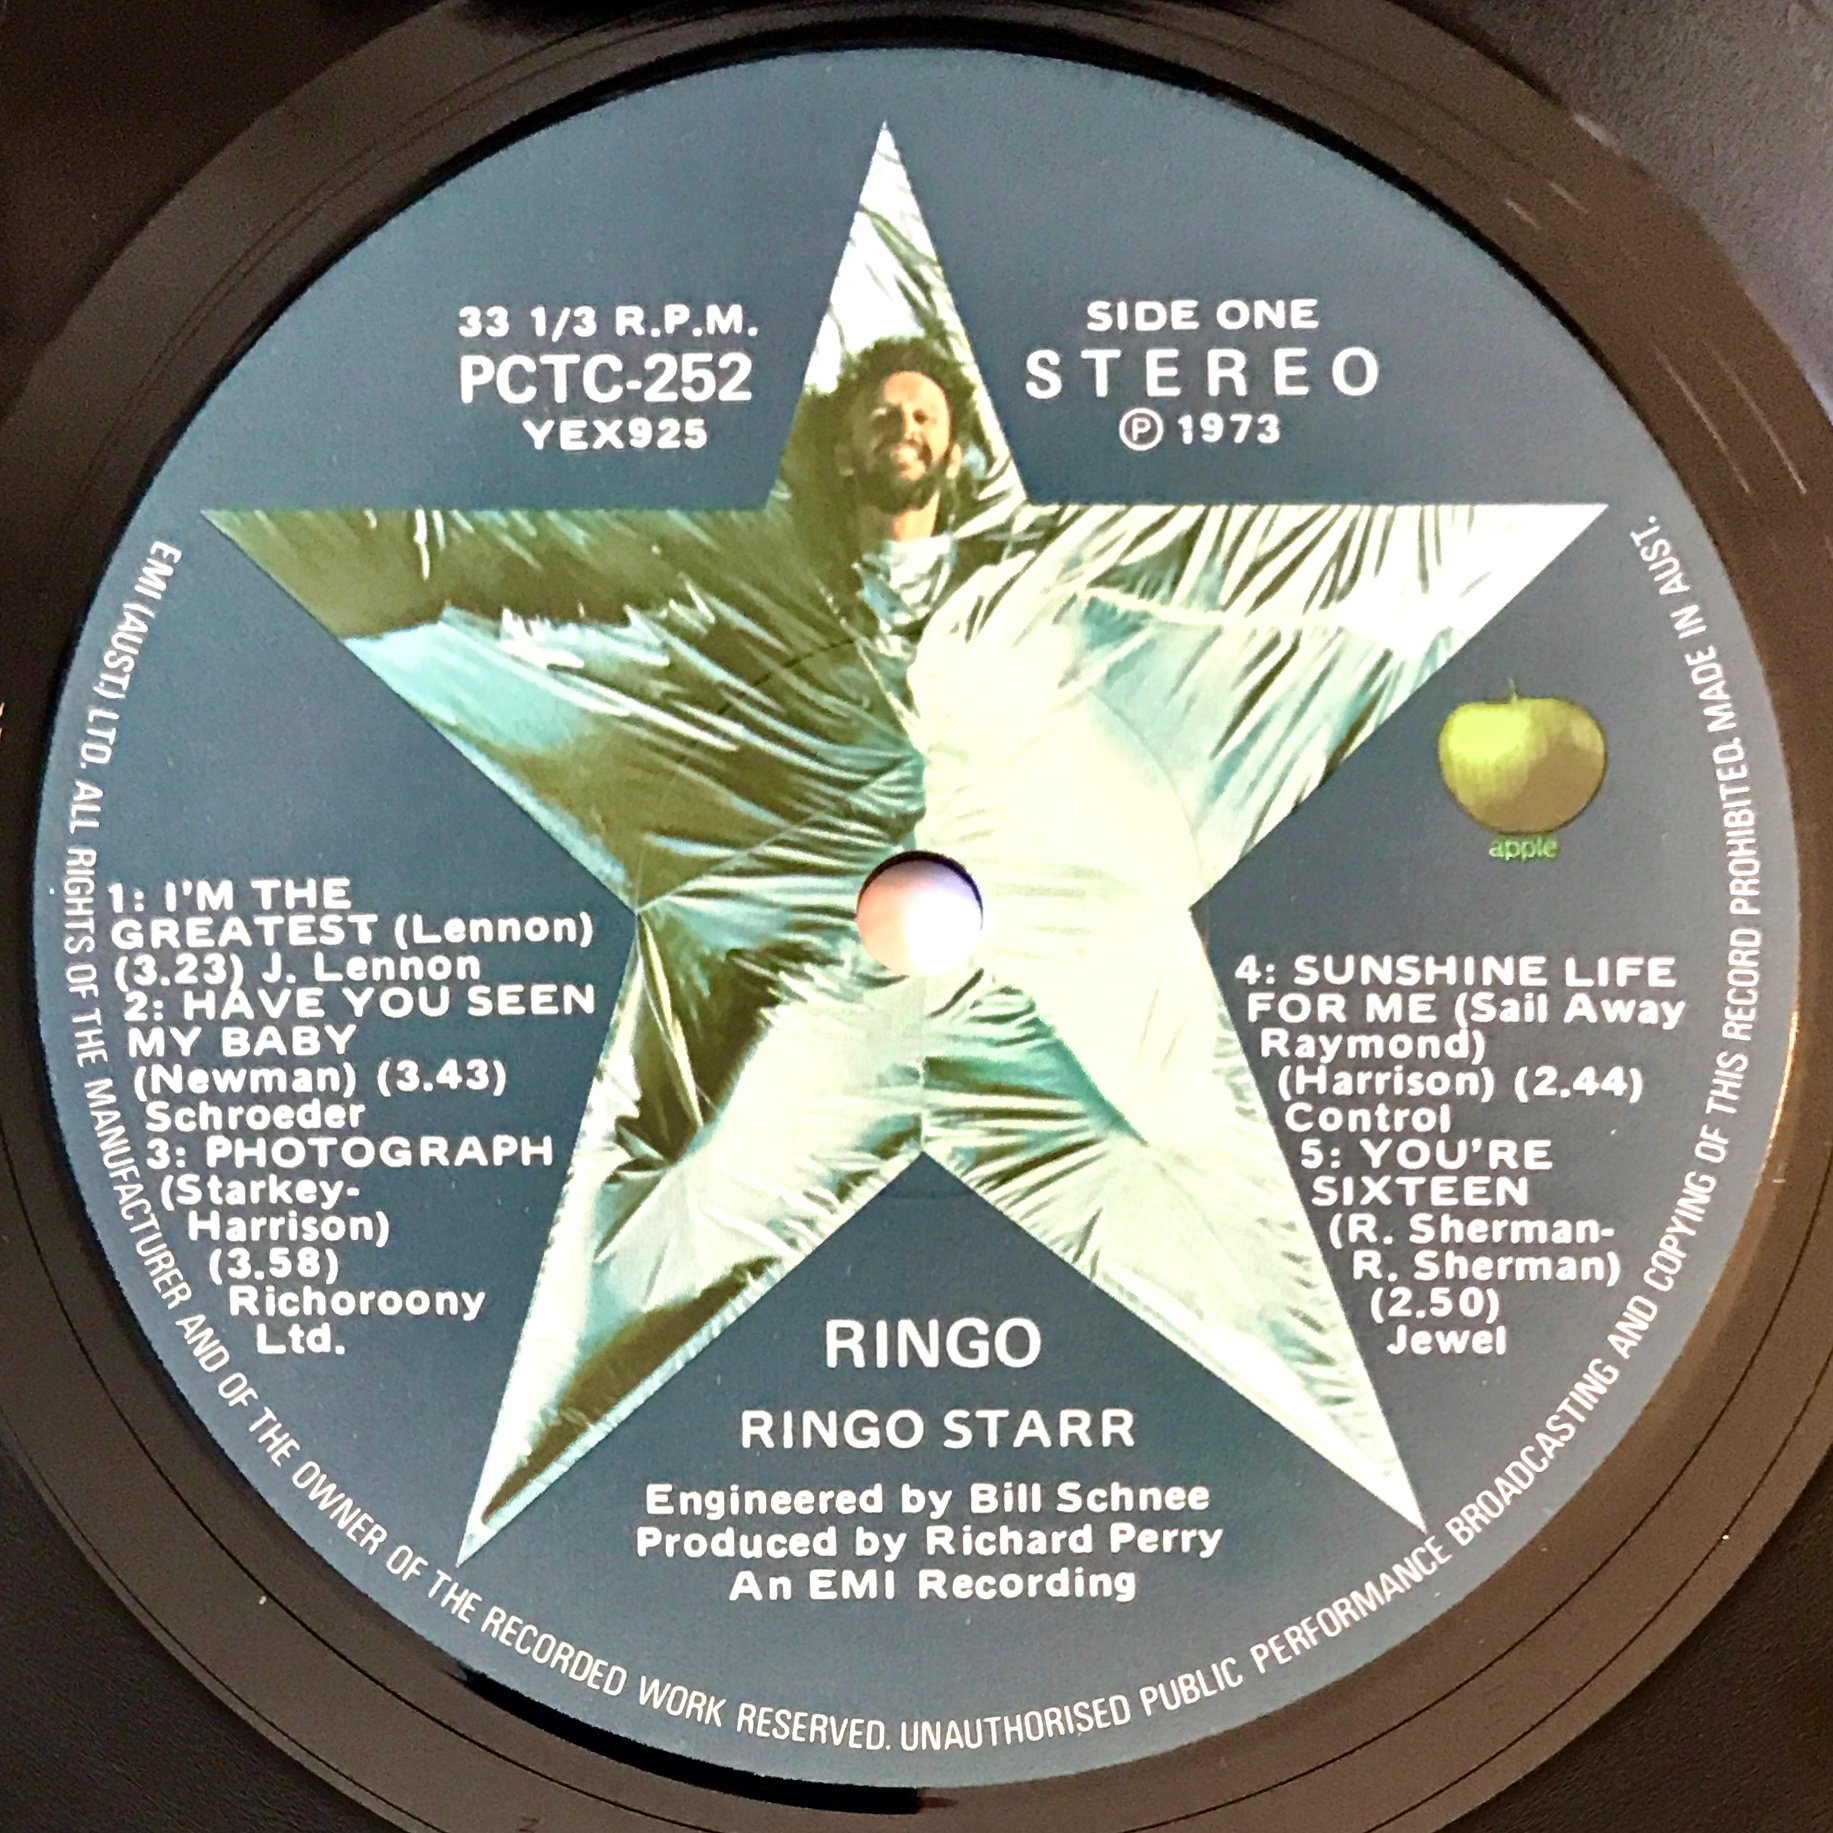 33 1/3 R.P.M.
PCTC-252
YEX925
SIDE ONE
STEREO
Ⓟ 1973
apple
1: I'M THE
GREATEST (Lennon)
(3.23) J. Lennon
2: HAVE YOU SEEN
MY BABY
(Newman) (3.43)
Schroeder
3: PHOTOGRAPH
(Starkey-
Harrison)
(3.58)
Richoroony
Ltd.
4: SUNSHINE LIFE
FOR ME (Sail Away
Raymond)
(Harrison) (2.44)
Control
5: YOU'RE
SIXTEEN
(R. Sherman-
R. Sherman)
(2.50)
Jewel
RINGO
RINGO STARR
Engineered by Bill Schnee
Produced by Richard Perry
An EMI Recording
EMI (AUST.) LTD. ALL RIGHTS OF THE MANUFACTURER AND OF THE OWNER OF THE RECORDED WORK RESERVED. UNAUTHORISED PUBLIC PERFORMANCE BROADCASTING AND COPYING OF THIS RECORD PROHIBITED. MADE IN AUST.